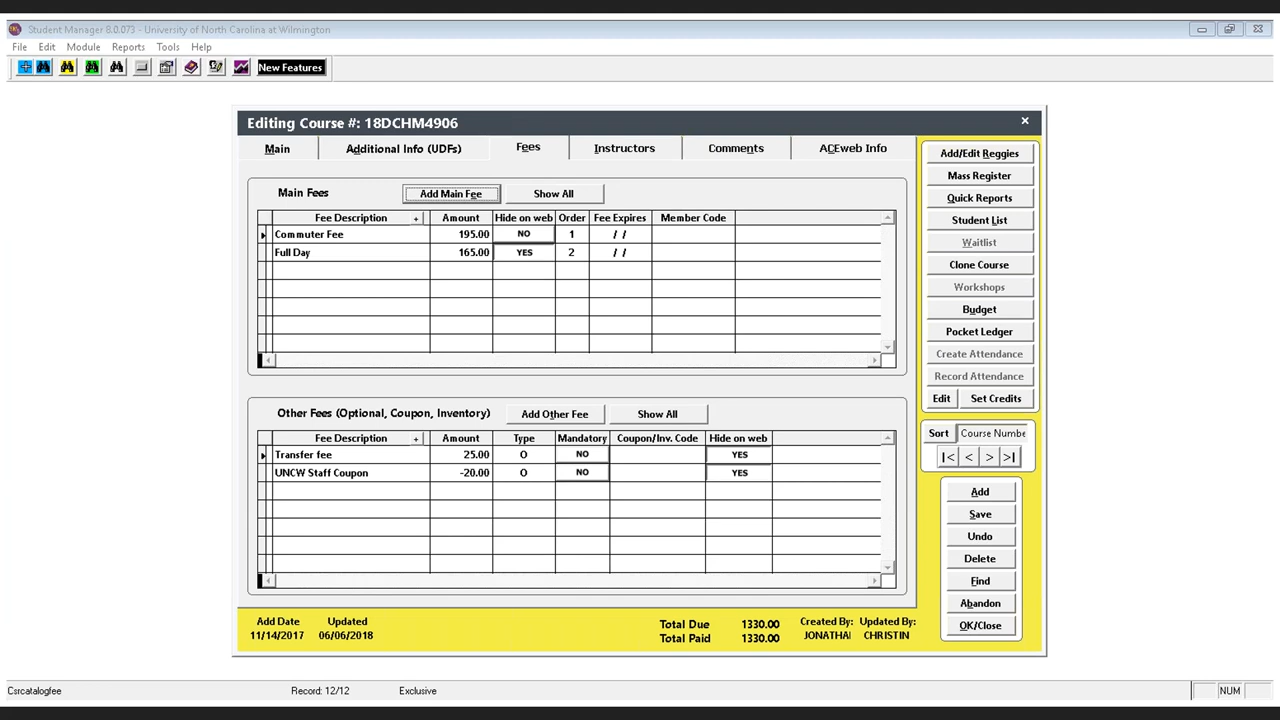 Student Manager 8.0.073 - University of North Carolina at Wilmington
File Edit Module Reports Tools Help
New Features
Editing Course #: 18DCHM4906
Main Additional Info (UDFs) Fees Instructors Comments ACEweb Info
Main Fees Add Main Fee Show All
Fee Description + Amount Hide on web Order Fee Expires Member Code
Commuter Fee 195.00 NO 1 / /
Full Day 165.00 YES 2 / /
Other Fees (Optional, Coupon, Inventory) Add Other Fee Show All
Fee Description + Amount Type Mandatory Coupon/Inv. Code Hide on web
Transfer fee 25.00 O NO YES
UNCW Staff Coupon -20.00 O NO YES
Add Date Updated Total Due 1330.00 Created By: Updated By:
11/14/2017 06/06/2018 Total Paid 1330.00 JONATHAI CHRISTIN
Add/Edit Reggies
Mass Register
Quick Reports
Student List
Waitlist
Clone Course
Workshops
Budget
Pocket Ledger
Create Attendance
Record Attendance
Edit Set Credits
Sort Course Numbe
|< < > >|
Add
Save
Undo
Delete
Find
Abandon
OK/Close
Csrcatalogfee Record: 12/12 Exclusive NUM